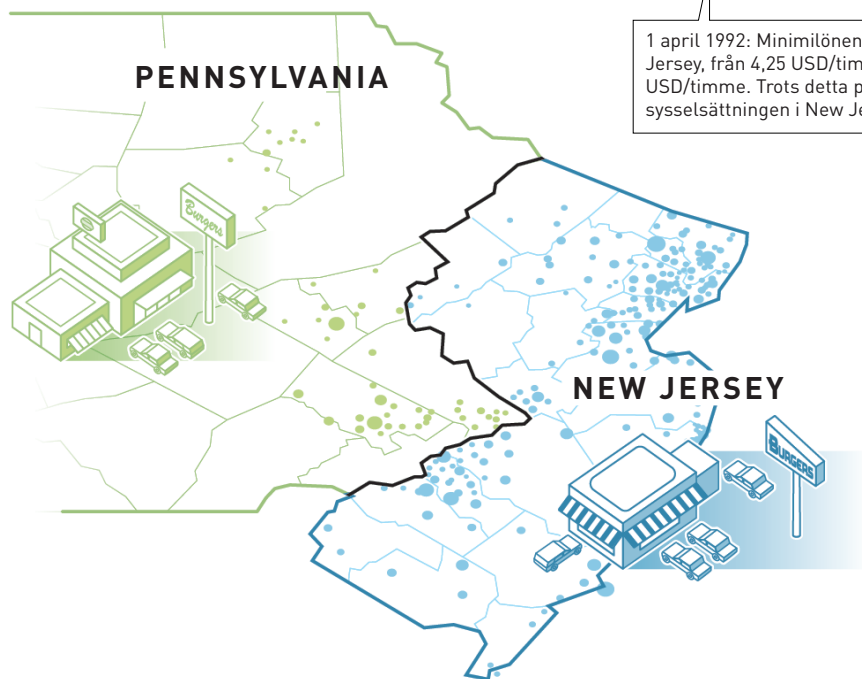 1 april 1992: Minimilönen
Jersey, från 4,25 USD/tim
USD/timme. Trots detta p
sysselsättningen i New Je
PENNSYLVANIA
Burgers
NEW JERSEY
BURGERS